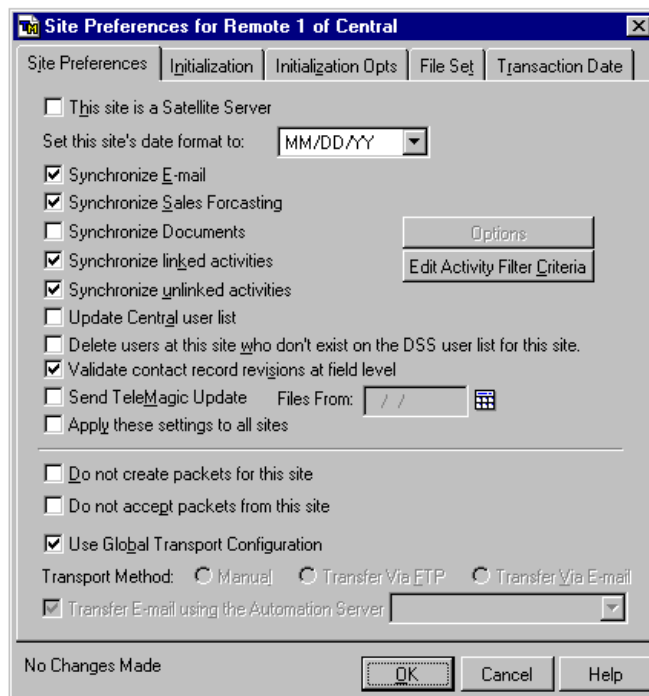 TM Site Preferences for Remote 1 of Central
Site Preferences Initialization Initialization Opts File Set Transaction Date
This site is a Satellite Server
Set this site's date format to: MM/DD/YY
Synchronize E-mail
Synchronize Sales Forcasting
Synchronize Documents
Options
Synchronize linked activities
Edit Activity Filter Criteria
Synchronize unlinked activities
Update Central user list
Delete users at this site who don't exist on the DSS user list for this site.
Validate contact record revisions at field level
Send TeleMagic Update Files From: / /
Apply these settings to all sites
Do not create packets for this site
Do not accept packets from this site
Use Global Transport Configuration
Transport Method: Manual Transfer Via FTP Transfer Via E-mail
Transfer E-mail using the Automation Server
No Changes Made OK Cancel Help